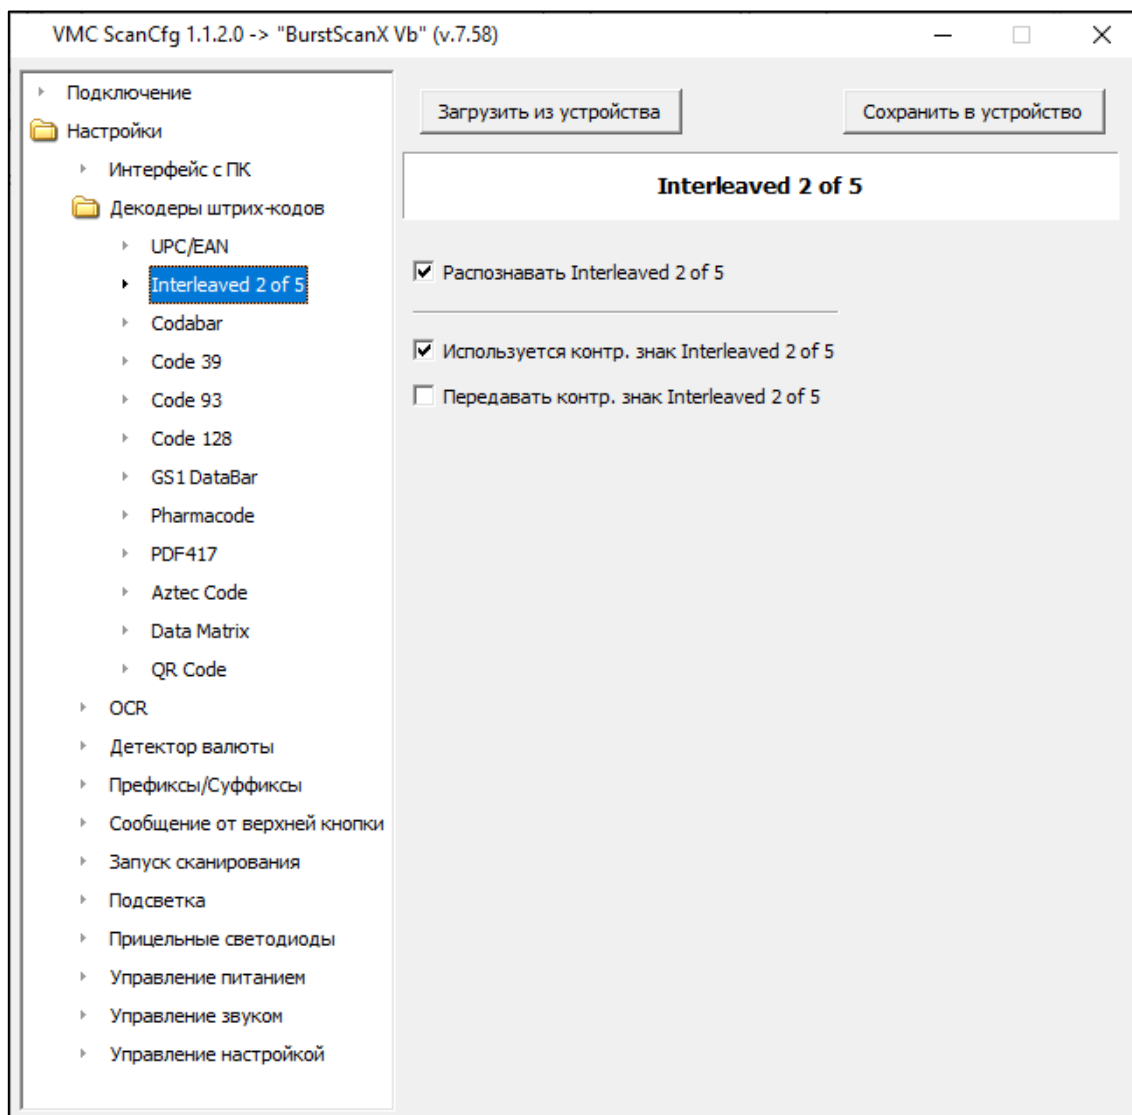 VMC ScanCfg 1.1.2.0 -> "BurstScanX Vb" (v.7.58)
Подключение
Настройки
Интерфейс с ПК
Декодеры штрих-кодов
UPC/EAN
Interleaved 2 of 5
Codabar
Code 39
Code 93
Code 128
GS1 DataBar
Pharmacode
PDF417
Aztec Code
Data Matrix
QR Code
OCR
Детектор валюты
Префиксы/Суффиксы
Сообщение от верхней кнопки
Запуск сканирования
Подсветка
Прицельные светодиоды
Управление питанием
Управление звуком
Управление настройкой
Загрузить из устройства
Сохранить в устройство
Interleaved 2 of 5
Распознавать Interleaved 2 of 5
Используется контр. знак Interleaved 2 of 5
Передавать контр. знак Interleaved 2 of 5